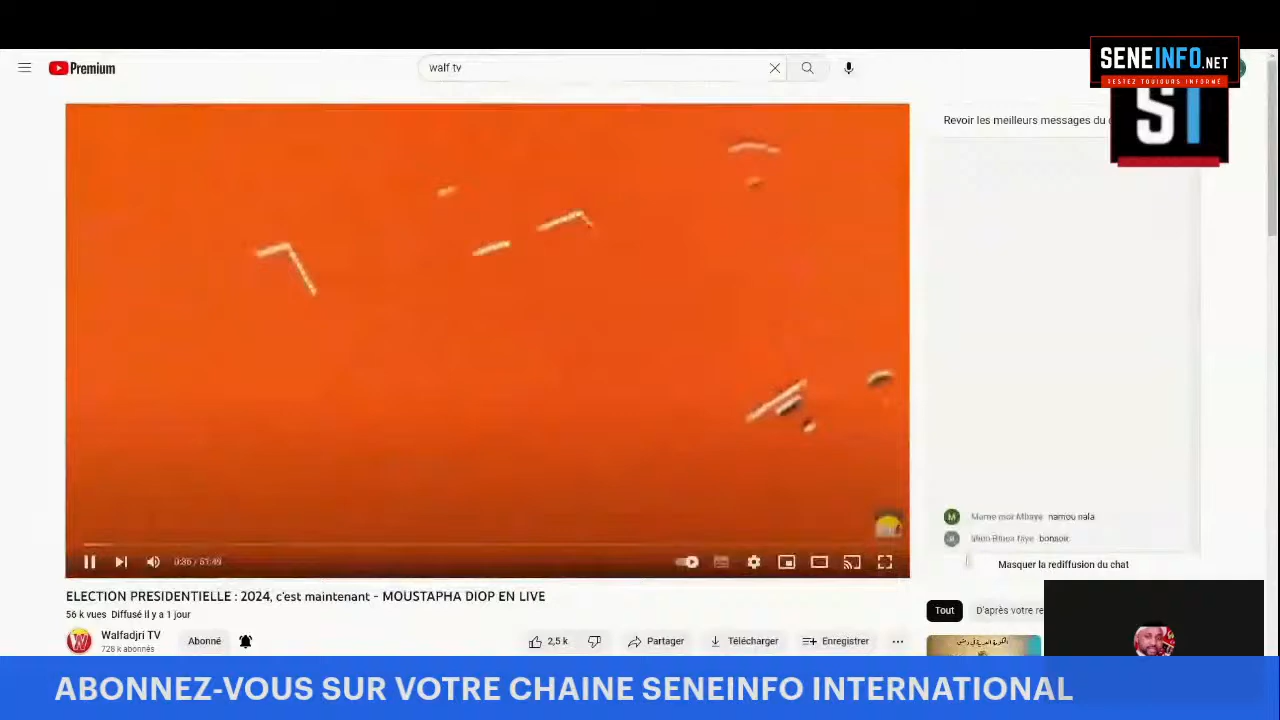 SENEINFO.NET
RESTEZ TOUJOURS INFORMÉ
SI
Premium
walf tv
Revoir les meilleurs messages du
namou nala
bonsoir
Masquer la rediffusion du chat
ELECTION PRESIDENTIELLE : 2024, c'est maintenant - MOUSTAPHA DIOP EN LIVE
56 k vues Diffusé il y a 1 jour
Walfadjri TV
728 k abonnés
Abonné
2,5 k
Partager
Télécharger
Enregistrer
Tout
D'après votre re
ABONNEZ-VOUS SUR VOTRE CHAINE SENEINFO INTERNATIONAL